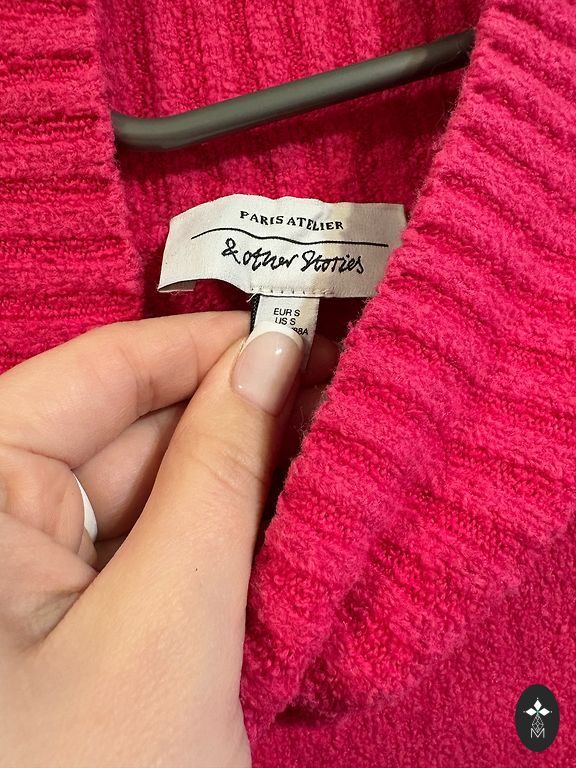 PARIS ATELIER
& other Stories
EUR S
US S
M